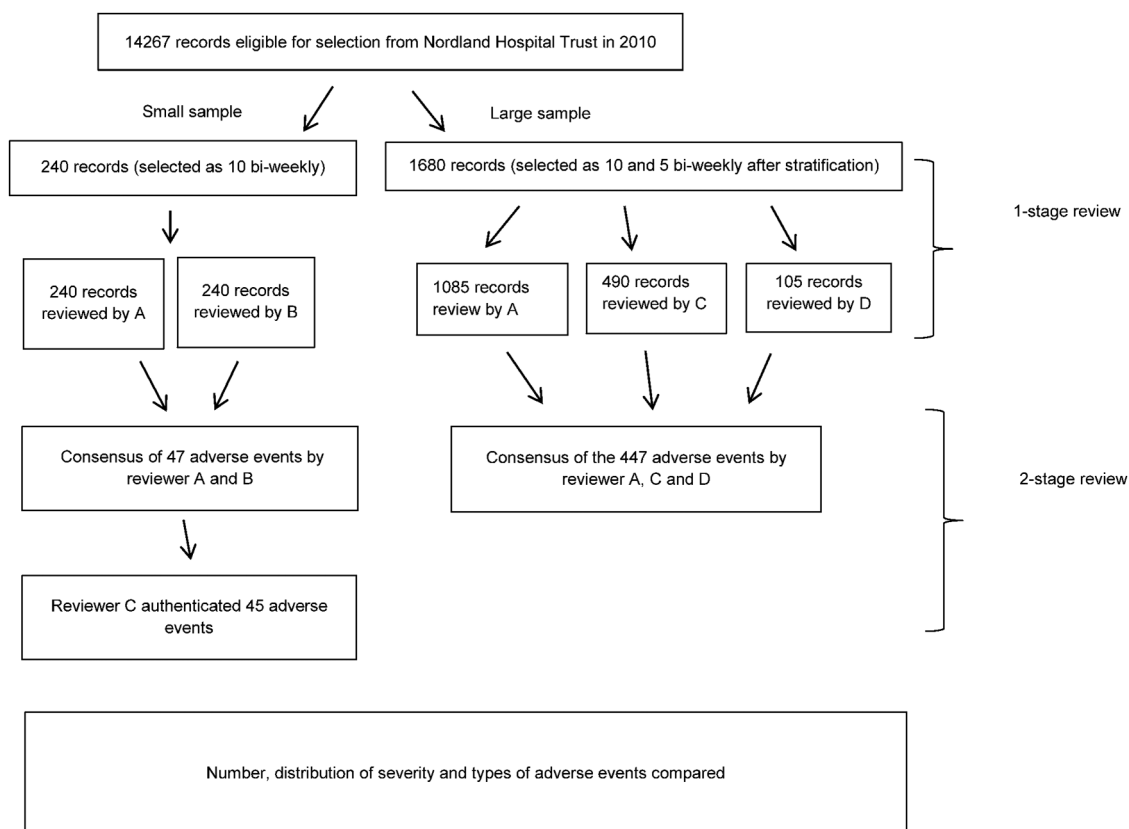 14267 records eligible for selection from Nordland Hospital Trust in 2010
Small sample
Large sample
240 records (selected as 10 bi-weekly)
1680 records (selected as 10 and 5 bi-weekly after stratification)
1-stage review
240 records
reviewed by A
240 records
reviewed by B
1085 records
review by A
490 records
reviewed by C
105 records
reviewed by D
Consensus of 47 adverse events by
reviewer A and B
Consensus of the 447 adverse events by
reviewer A, C and D
2-stage review
Reviewer C authenticated 45 adverse
events
Number, distribution of severity and types of adverse events compared